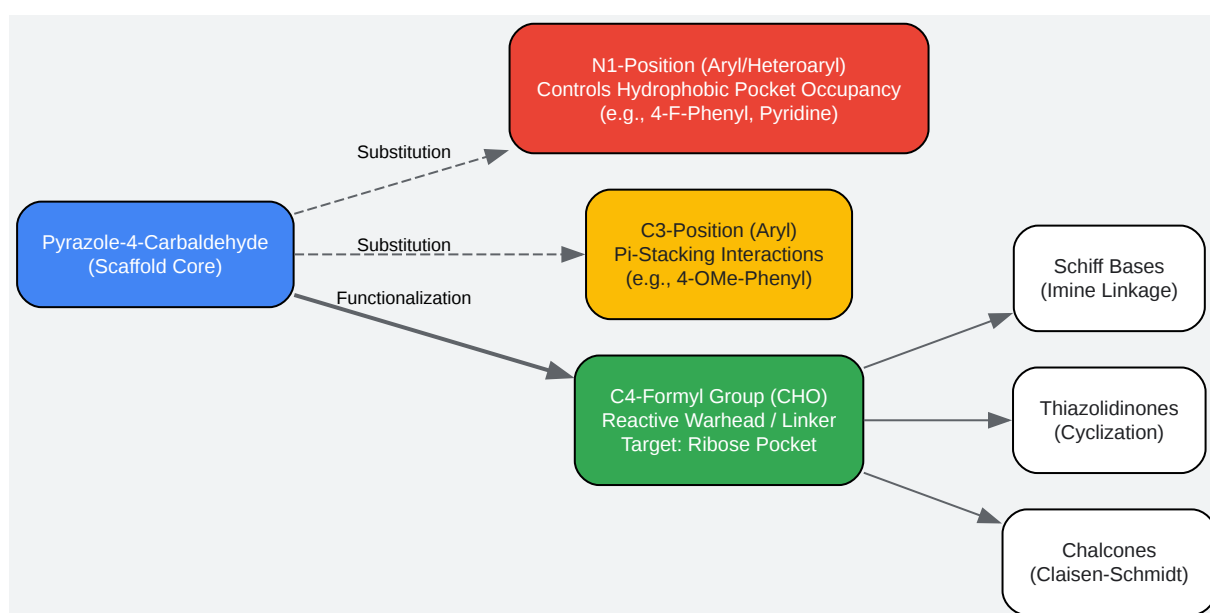 N1-Position (Aryl/Heteroaryl)
Controls Hydrophobic Pocket Occupancy
(e.g., 4-F-Phenyl, Pyridine)
Substitution
Pyrazole-4-Carbaldehyde
(Scaffold Core)
Substitution
C3-Position (Aryl)
Pi-Stacking Interactions
(e.g., 4-OMe-Phenyl)
Functionalization
C4-Formyl Group (CHO)
Reactive Warhead / Linker
Target: Ribose Pocket
Schiff Bases
(Imine Linkage)
Thiazolidinones
(Cyclization)
Chalcones
(Claisen-Schmidt)